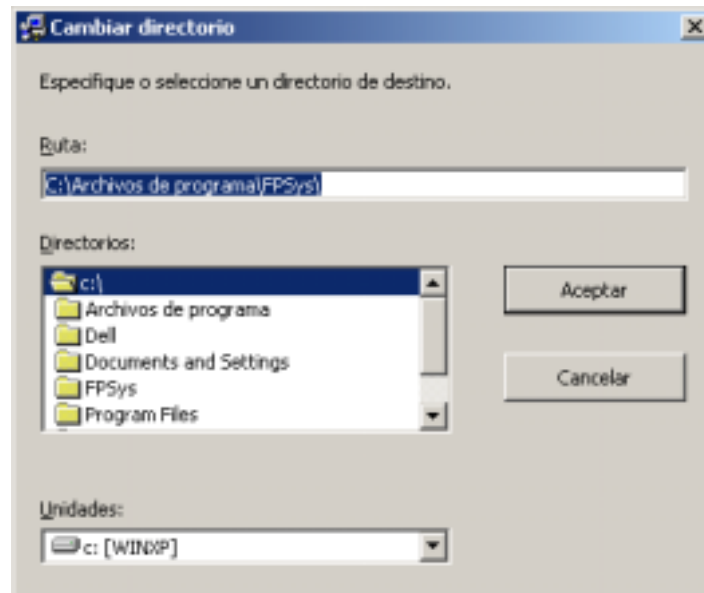 Cambiar directorio
Especifique o seleccione un directorio de destino.
Ruta:
C:\Archivos de programa\FPSys\
Directorios:
c:\
Archivos de programa
Dell
Documents and Settings
FPSys
Program Files
Aceptar
Cancelar
Unidades:
c: [WINXP]